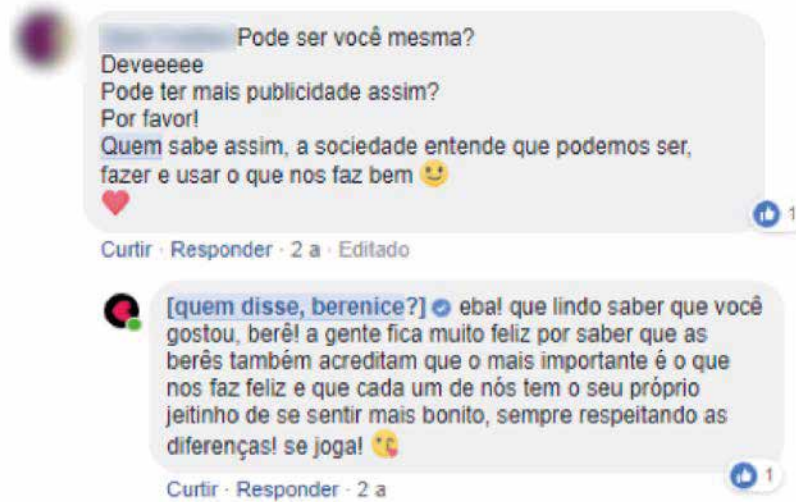 Pode ser você mesma?
Deveeeee
Pode ter mais publicidade assim?
Por favor!
Quem sabe assim, a sociedade entende que podemos ser,
fazer e usar o que nos faz bem
1
Curtir · Responder · 2 a · Editado
[quem disse, berenice?] eba! que lindo saber que você
gostou, berê! a gente fica muito feliz por saber que as
berês também acreditam que o mais importante é o que
nos faz feliz e que cada um de nós tem o seu próprio
jeitinho de se sentir mais bonito, sempre respeitando as
diferenças! se joga!
1
Curtir · Responder · 2 a